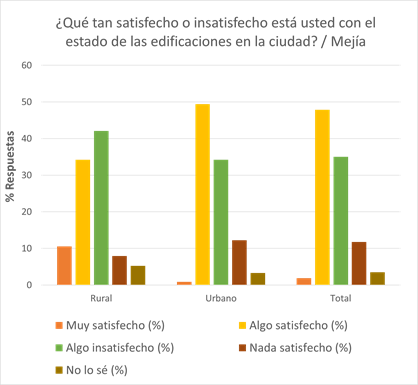 ¿Qué tan satisfecho o insatisfecho está usted con el
estado de las edificaciones en la ciudad? / Mejía
% Respuestas
60
50
40
30
20
10
0
Rural Urbano Total
Muy satisfecho (%) Algo satisfecho (%)
Algo insatisfecho (%) Nada satisfecho (%)
No lo sé (%)